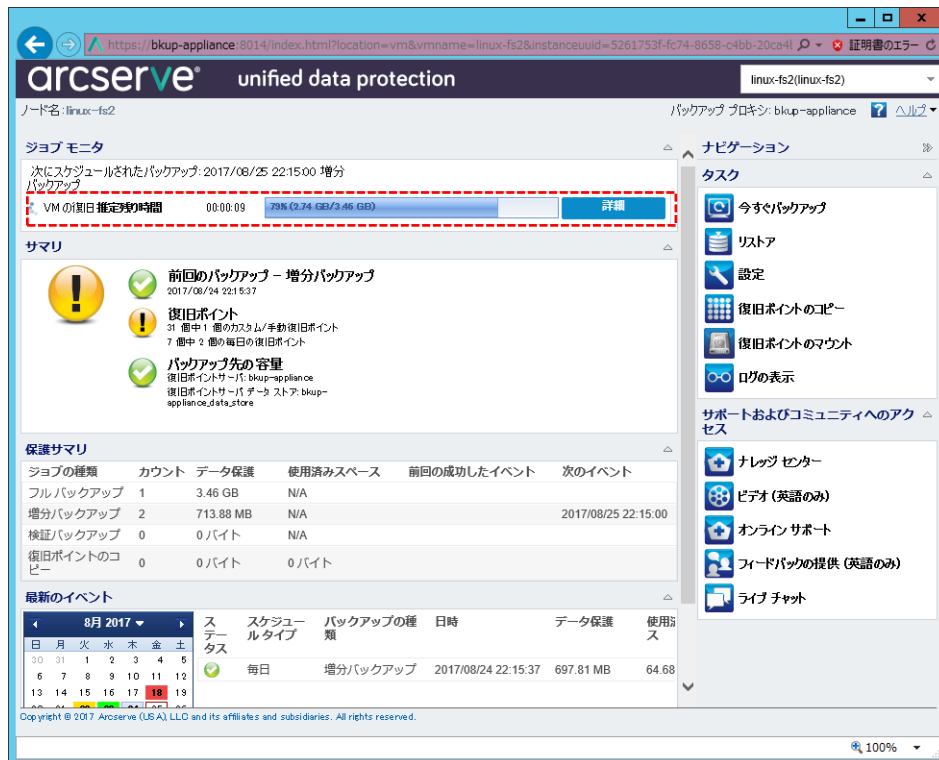 https://bkup-appliance:8014/index.html?location=vm&vmname=linux-fs2&instanceuuid=5261753f-fc74-8658-c4bb-20ca4
証明書のエラー
arcserve® unified data protection
linux-fs2(linux-fs2)
ノード名:linux-fs2
バックアップ プロキシ: bkup-appliance
ヘルプ
ジョブ モニタ
次にスケジュールされたバックアップ: 2017/08/25 22:15:00 増分
バックアップ
VM の復旧 推定残り時間 00:00:09 79% (2.74 GB/3.46 GB) 詳細
サマリ
前回のバックアップ - 増分バックアップ
2017/08/24 22:15:37
復旧ポイント
31 個中 1 個のカスタム/手動復旧ポイント
7 個中 2 個の毎日の復旧ポイント
バックアップ先の容量
復旧ポイントサーバ: bkup-appliance
復旧ポイントサーバ データ ストア: bkup-
appliance_data_store
保護サマリ
ジョブの種類 カウント データ保護 使用済みスペース 前回の成功したイベント 次のイベント
フル バックアップ 1 3.46 GB N/A
増分バックアップ 2 713.88 MB N/A 2017/08/25 22:15:00
検証バックアップ 0 0 バイト N/A
復旧ポイントのコ
ピー 0 0 バイト 0 バイト
最新のイベント
8月 2017
日 月 火 水 木 金 土
30 31 1 2 3 4 5
6 7 8 9 10 11 12
13 14 15 16 17 18 19
ス
テー
タス
スケジュー
ル タイプ
バックアップの種
類
日時
データ保護
使用済
ス
毎日 増分バックアップ 2017/08/24 22:15:37 697.81 MB 64.68
ナビゲーション
タスク
今すぐバックアップ
リストア
設定
復旧ポイントのコピー
復旧ポイントのマウント
ログの表示
サポートおよびコミュニティへのアク
セス
ナレッジ センター
ビデオ (英語のみ)
オンライン サポート
フィードバックの提供 (英語のみ)
ライブ チャット
Copyright © 2017 Arcserve (USA), LLC and its affiliates and subsidiaries. All rights reserved.
100%